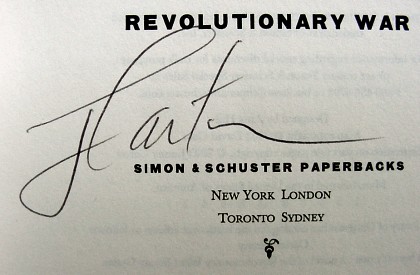 REVOLUTIONARY WAR
SIMON & SCHUSTER PAPERBACKS
NEW YORK LONDON
TORONTO SYDNEY